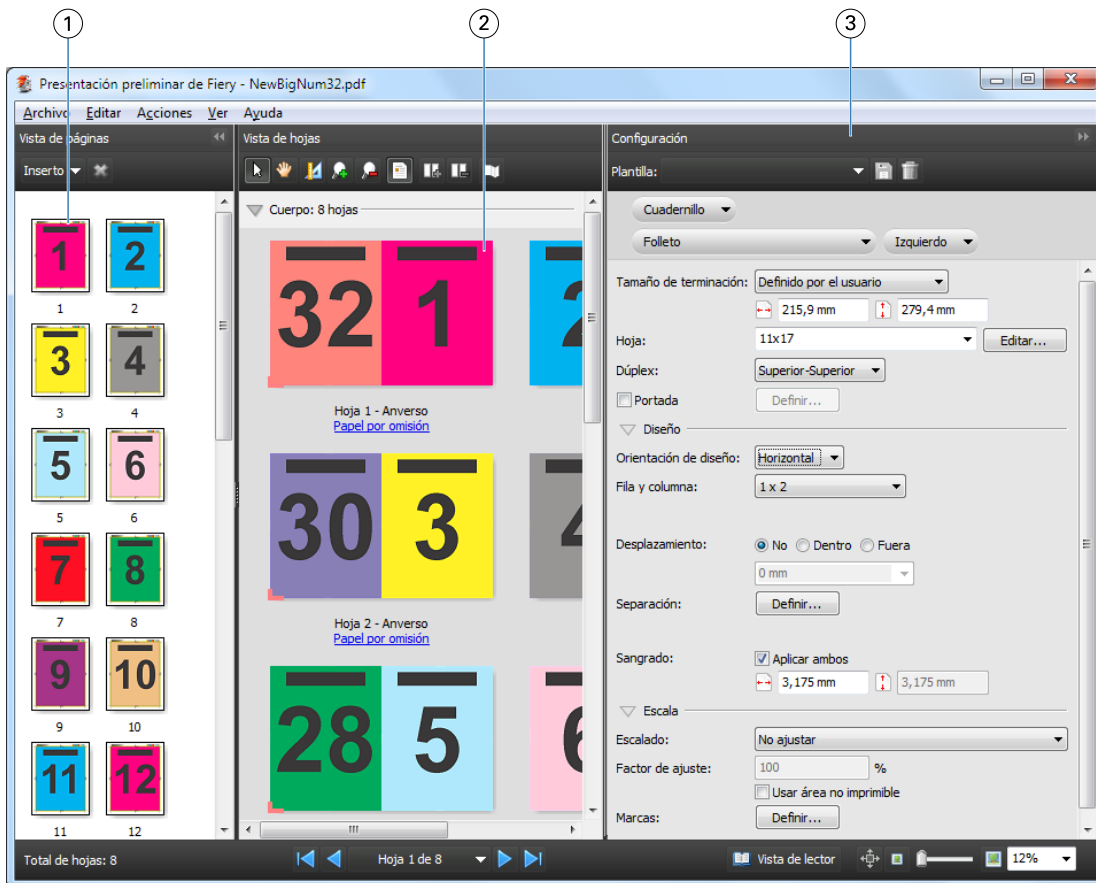 1 2 3
Presentación preliminar de Fiery - NewBigNum32.pdf
Archivo Editar Acciones Ver Ayuda
Vista de páginas
Inserto
1 2
1 2
3 4
3 4
5 6
5 6
7 8
7 8
9 10
9 10
11 12
11 12
Vista de hojas
Cuerpo: 8 hojas
32 1 2
Hoja 1 - Anverso
Papel por omisión
30 3 4
Hoja 2 - Anverso
Papel por omisión
28 5 6
Configuración
Plantilla:
Cuadernillo
Folleto Izquierdo
Tamaño de terminación: Definido por el usuario
215,9 mm 279,4 mm
Hoja: 11x17 Editar...
Dúplex: Superior-Superior
Portada Definir...
Diseño
Orientación de diseño: Horizontal
Fila y columna: 1 x 2
Desplazamiento: No Dentro Fuera
0 mm
Separación: Definir...
Sangrado: Aplicar ambos
3,175 mm 3,175 mm
Escala
Escalado: No ajustar
Factor de ajuste: 100 %
Usar área no imprimible
Marcas: Definir...
Total de hojas: 8 Hoja 1 de 8 Vista de lector 12%